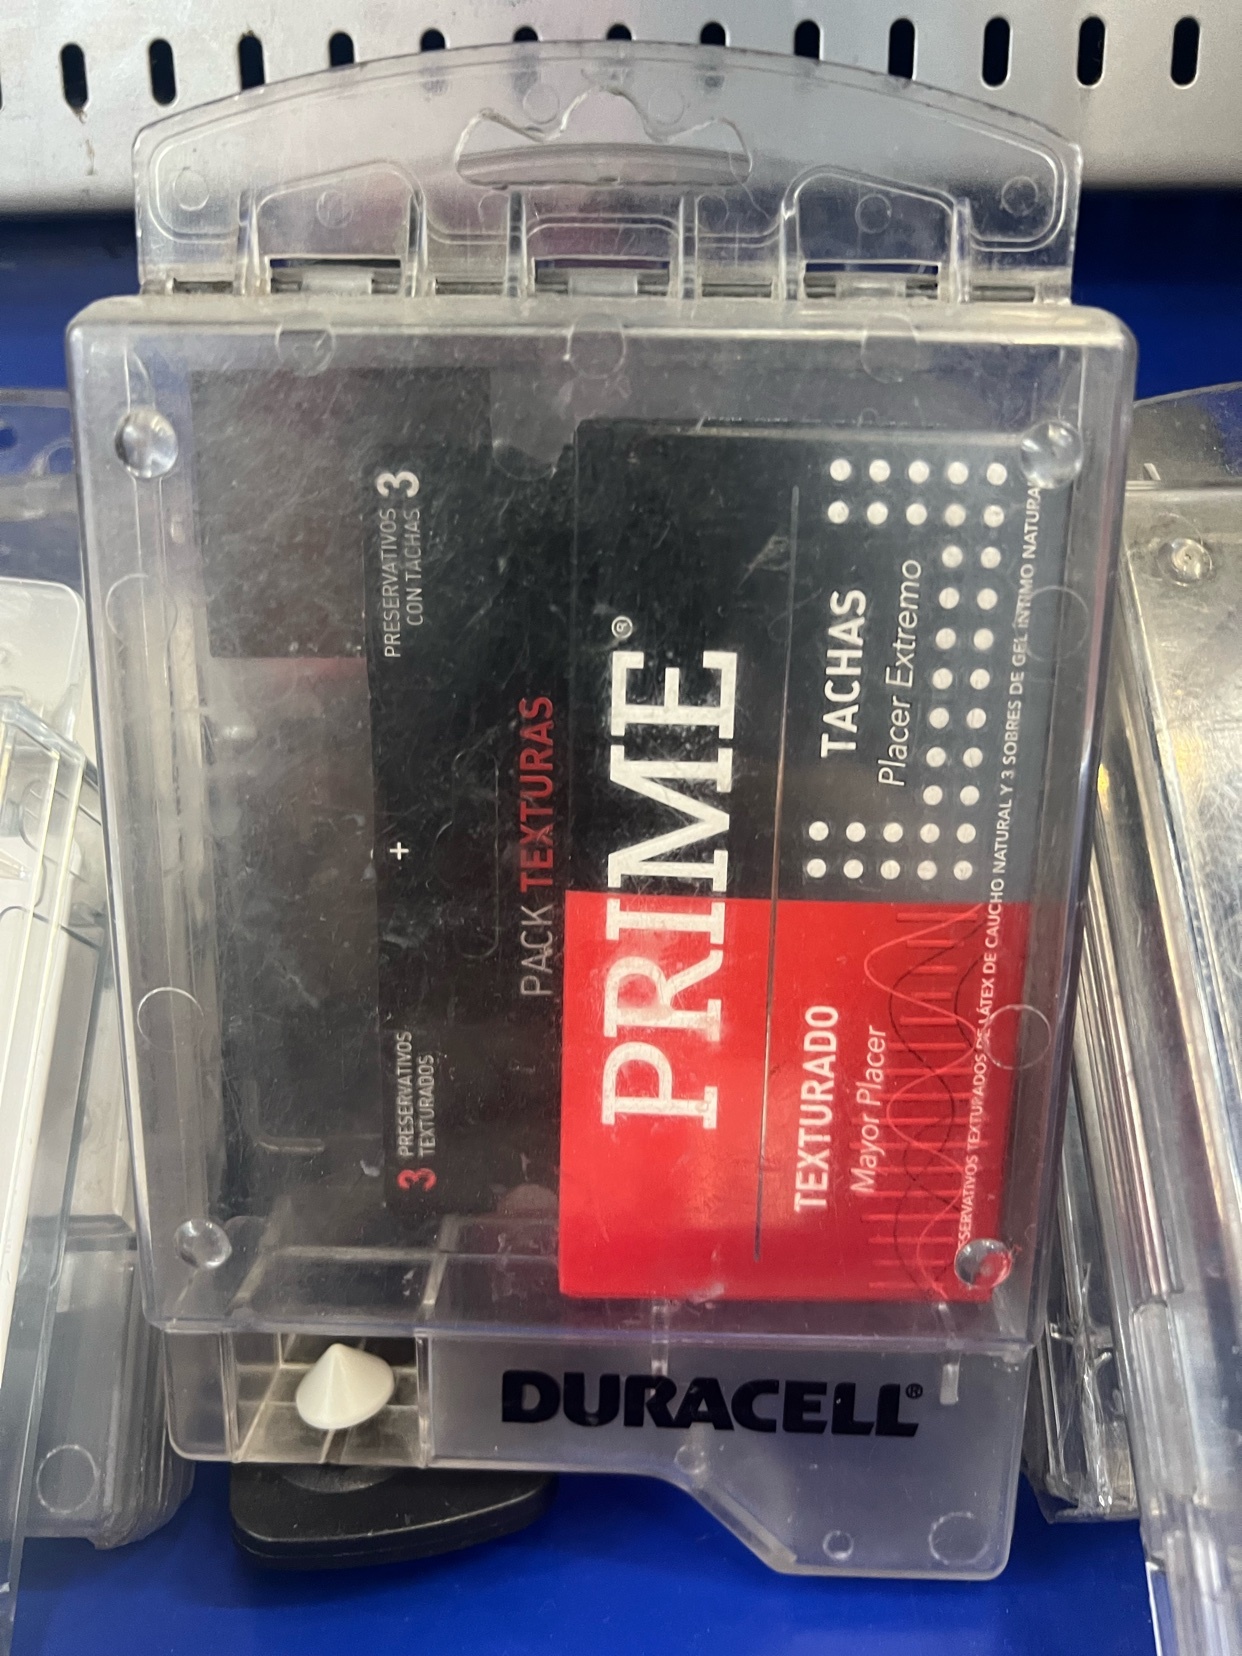 3 PRESERVATIVOS
TEXTURADOS
+
PRESERVATIVOS 3
CON TACHAS
PACK TEXTURAS
PRIME®
TEXTURADO
Mayor Placer
TACHAS
Placer Extremo
TEXTURADOS DE LÁTEX DE CAUCHO NATURAL Y 3 SOBRES DE GEL ÍNTIMO NATURAL
DURACELL®